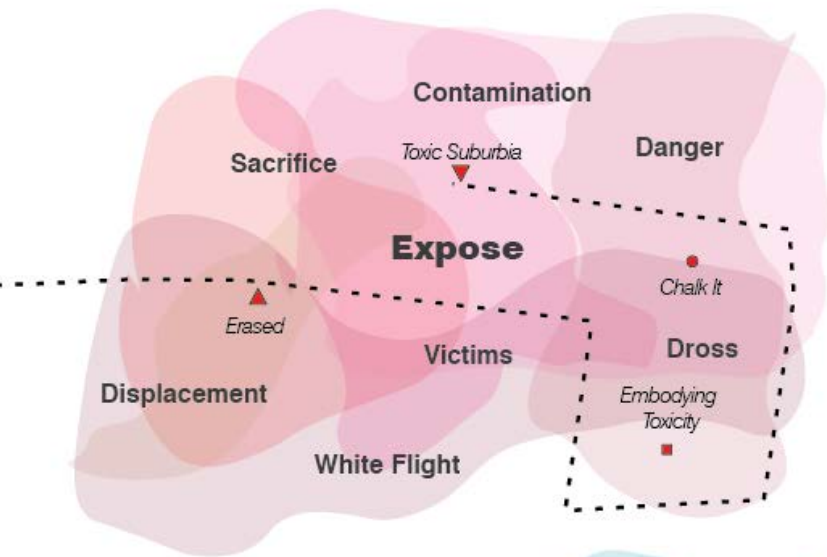 Contamination
Toxic Suburbia
Danger
Sacrifice
Expose
Chalk It
Erased
Victims
Dross
Displacement
Embodying
Toxicity
White Flight